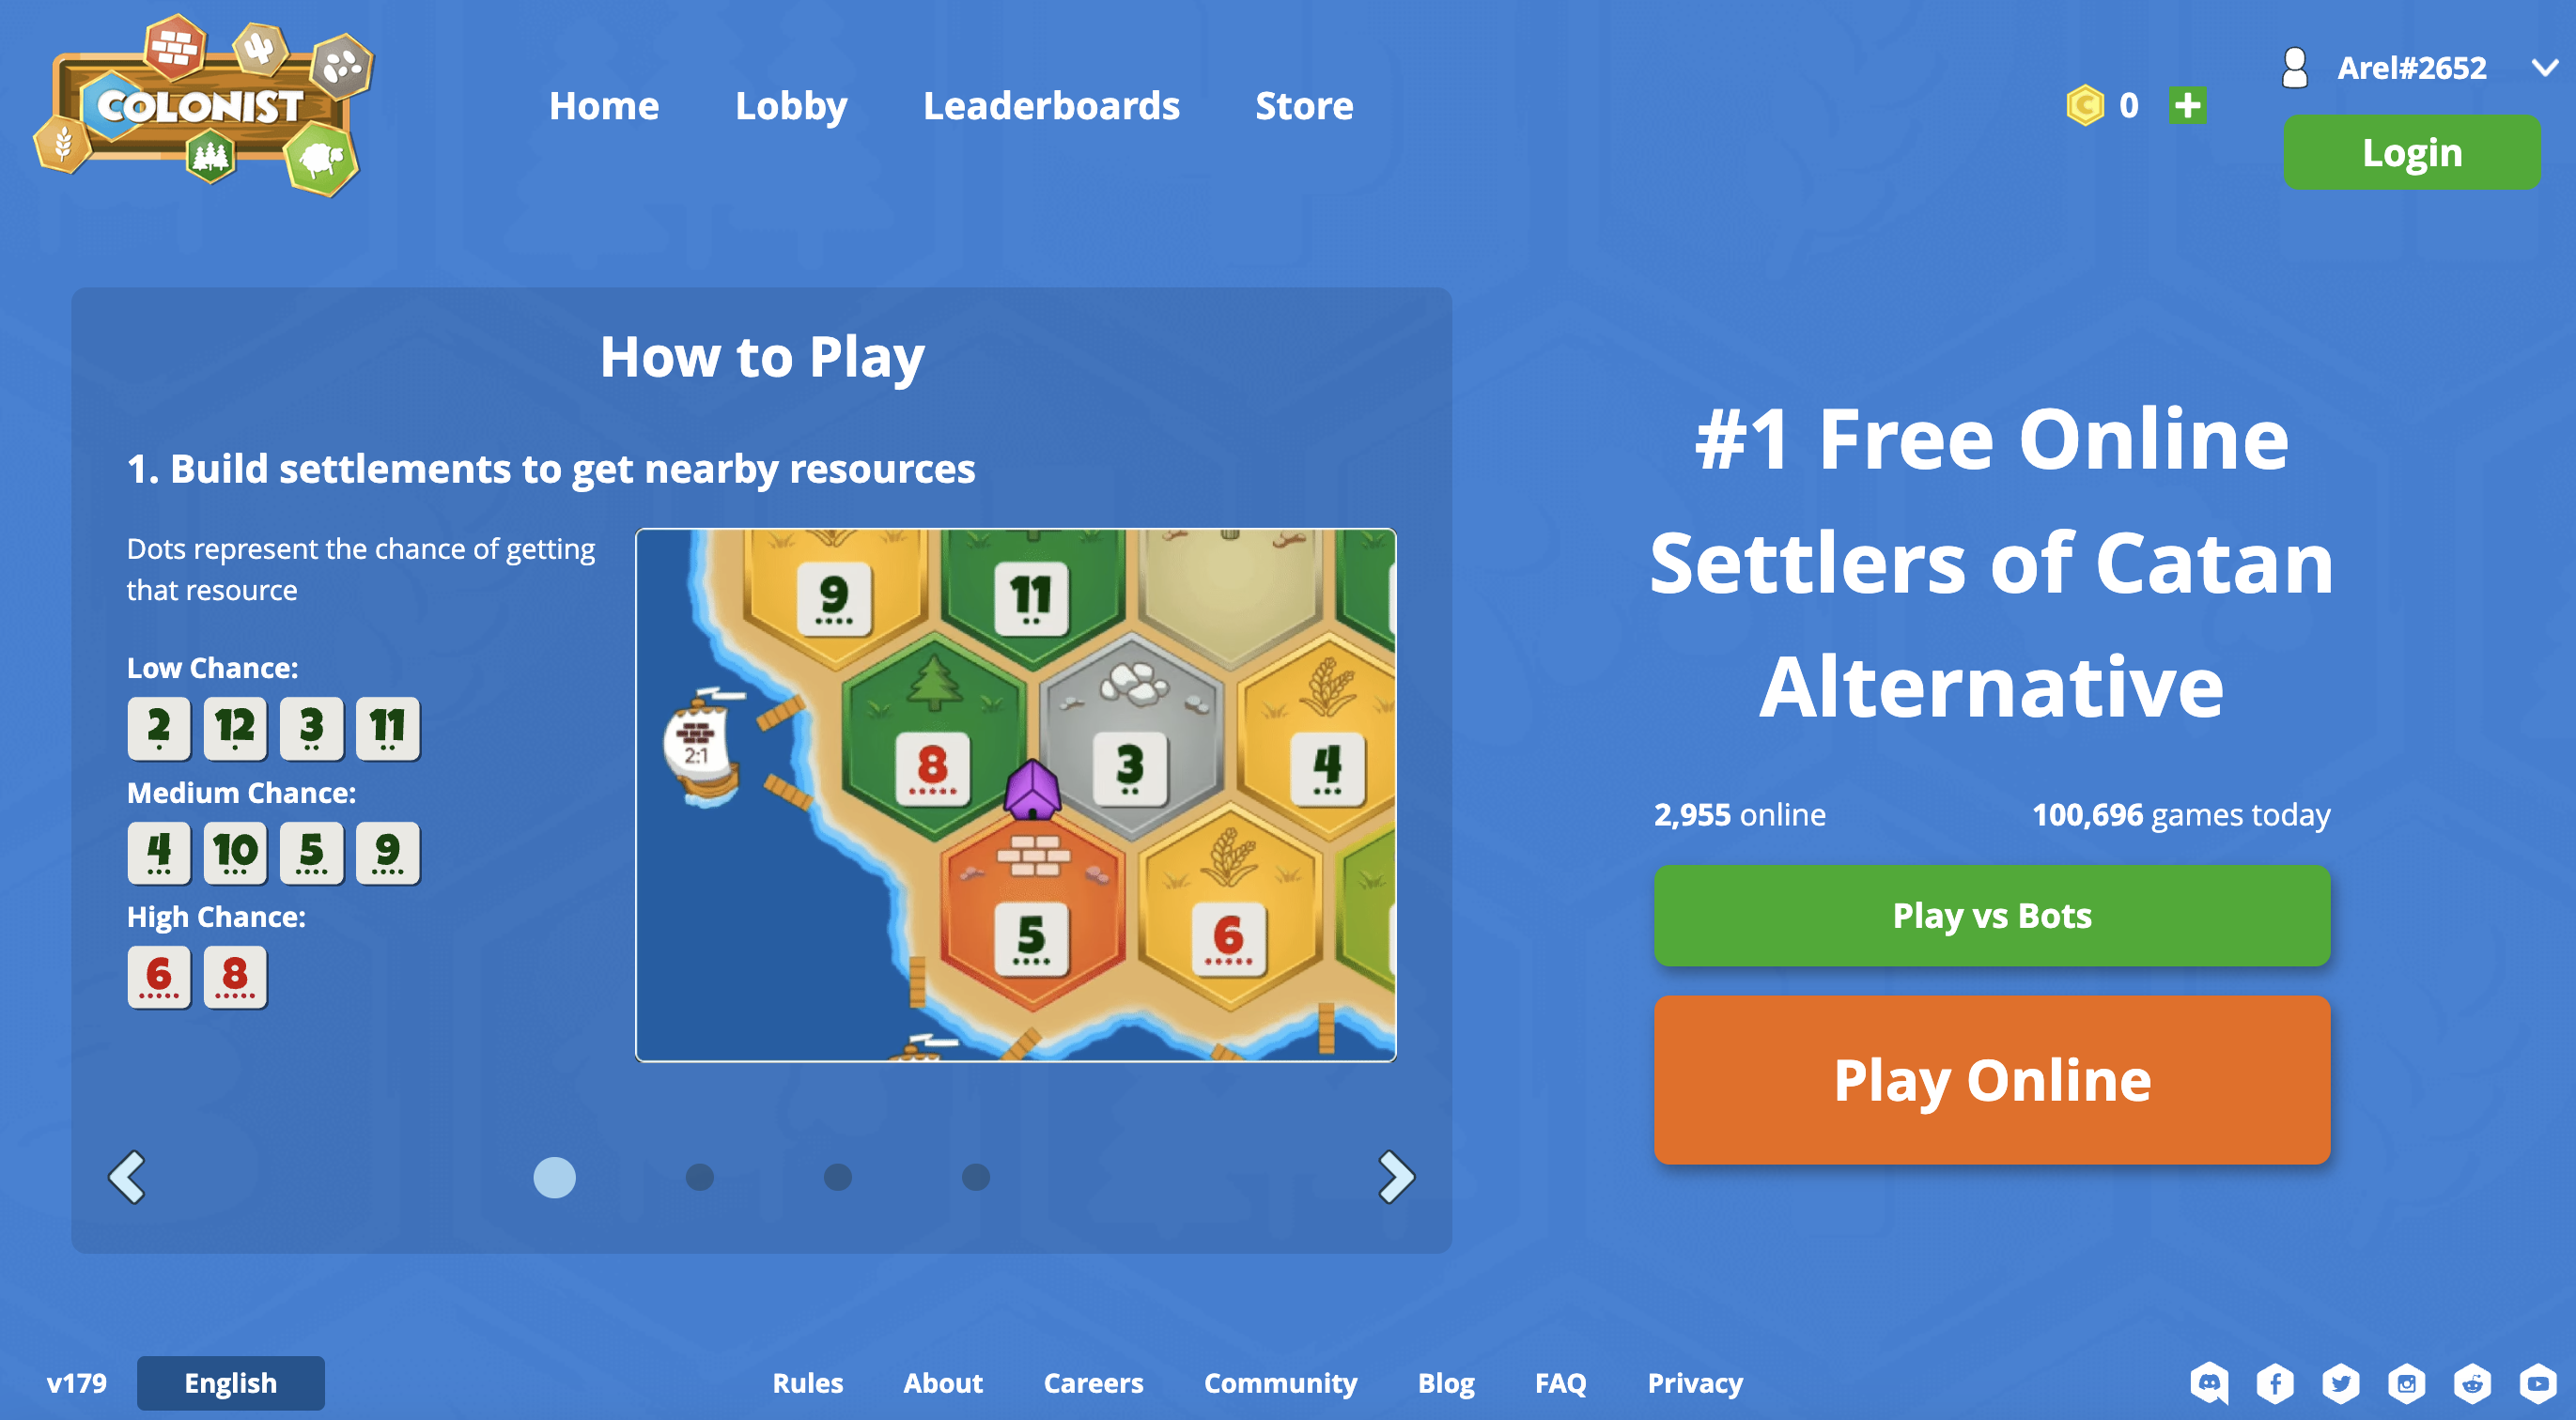 COLONIST
Home
Lobby
Leaderboards
Store
0
Arel#2652
Login
How to Play
1. Build settlements to get nearby resources
Dots represent the chance of getting
that resource
Low Chance:
2 12 3 11
Medium Chance:
4 10 5 9
High Chance:
6 8
9 11
2:1
8 3 4
5 6
#1 Free Online
Settlers of Catan
Alternative
2,955 online
100,696 games today
Play vs Bots
Play Online
v179
English
Rules
About
Careers
Community
Blog
FAQ
Privacy